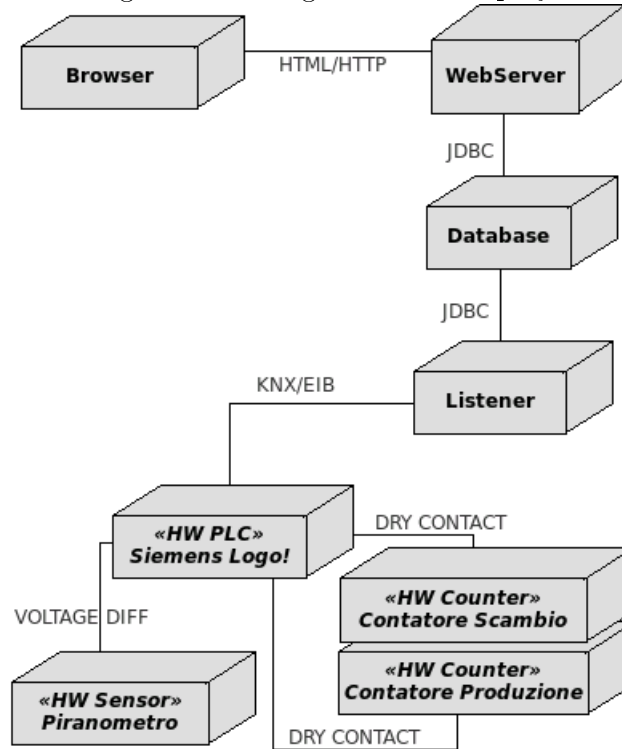 Browser
HTML/HTTP
WebServer
JDBC
Database
JDBC
Listener
KNX/EIB
«HW PLC»
Siemens Logo!
DRY CONTACT
«HW Counter»
Contatore Scambio
VOLTAGE DIFF
«HW Sensor»
Piranometro
«HW Counter»
Contatore Produzione
DRY CONTACT